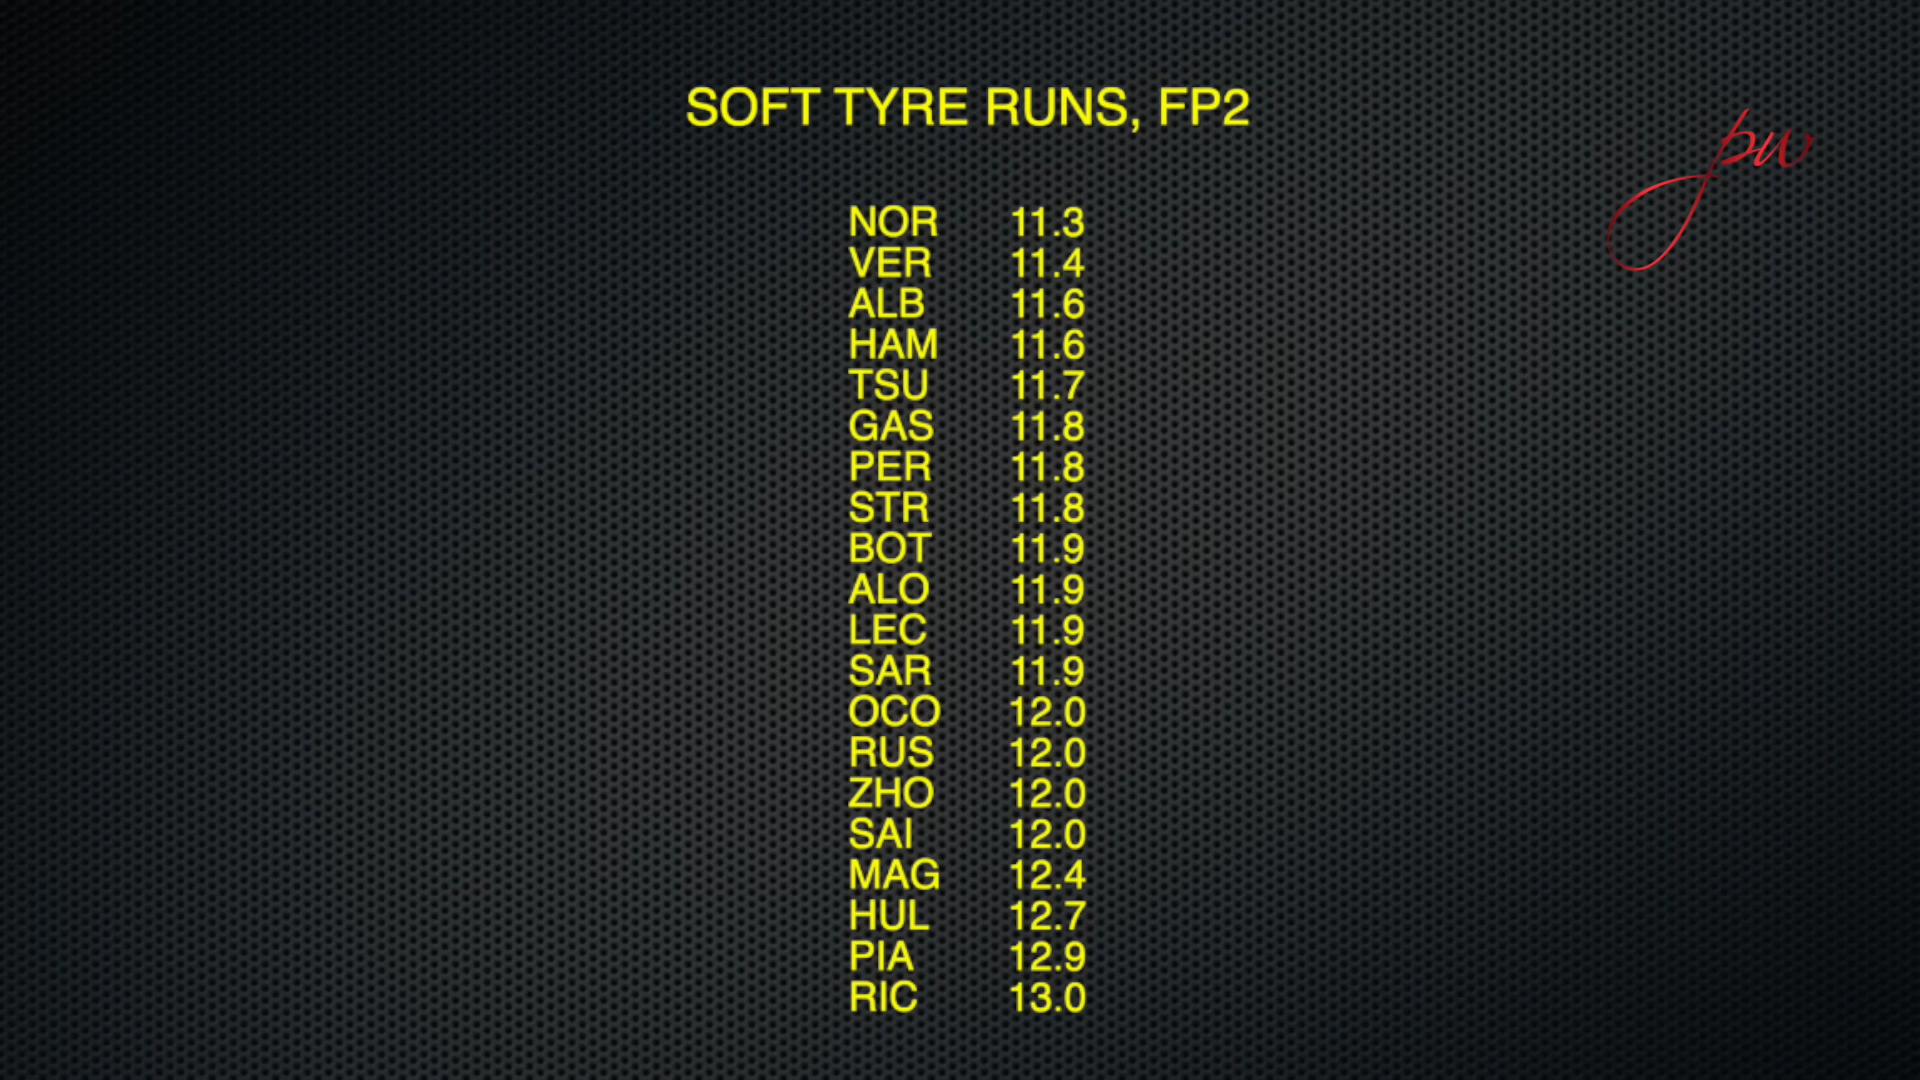 SOFT TYRE RUNS, FP2
pw
NOR 11.3
VER 11.4
ALB 11.6
HAM 11.6
TSU 11.7
GAS 11.8
PER 11.8
STR 11.8
BOT 11.9
ALO 11.9
LEC 11.9
SAR 11.9
OCO 12.0
RUS 12.0
ZHO 12.0
SAI 12.0
MAG 12.4
HUL 12.7
PIA 12.9
RIC 13.0